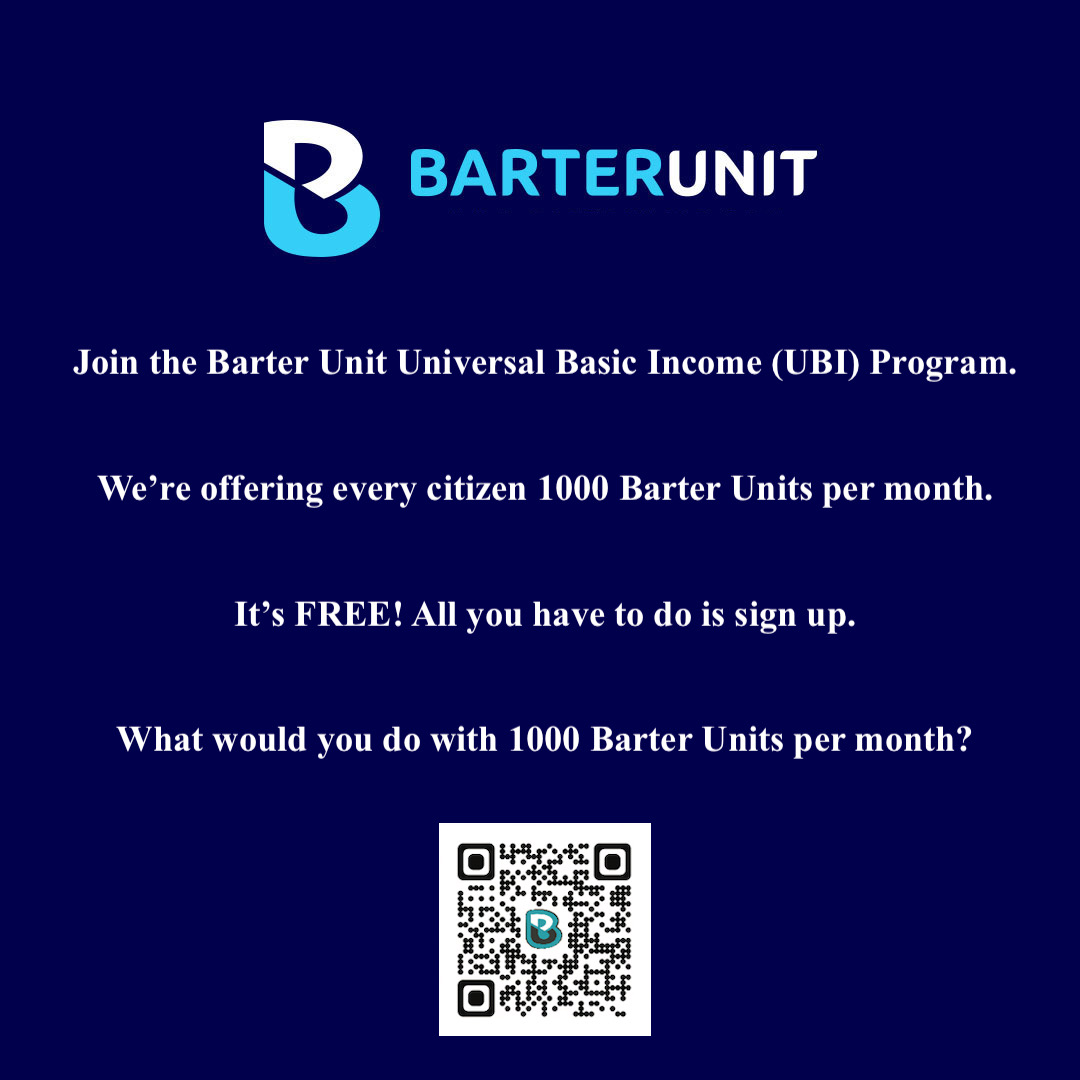 BARTERUNIT
Join the Barter Unit Universal Basic Income (UBI) Program.
We’re offering every citizen 1000 Barter Units per month.
It’s FREE! All you have to do is sign up.
What would you do with 1000 Barter Units per month?